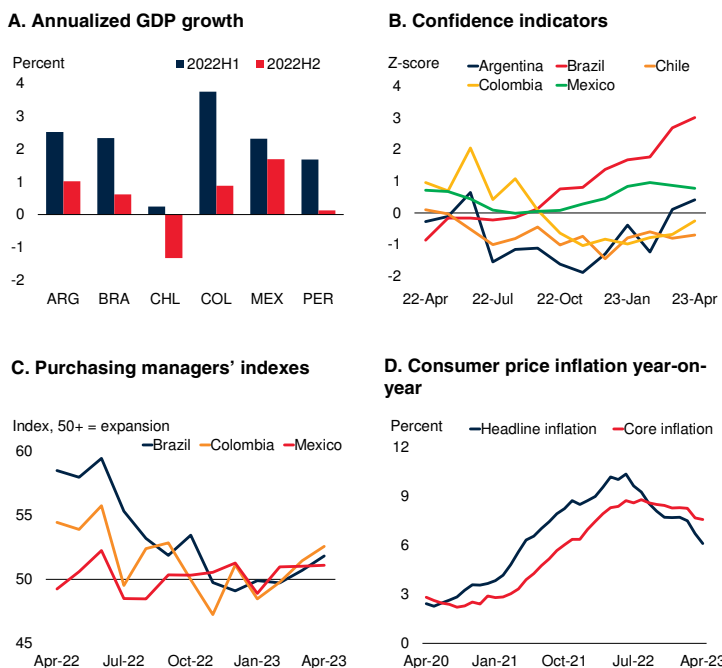 A. Annualized GDP growth
Percent
2022H1 2022H2
4
3
2
1
0
-1
-2
ARG BRA CHL COL MEX PER
B. Confidence indicators
Z-score
Argentina Brazil Chile
Colombia Mexico
4
3
2
1
0
-1
-2
22-Apr 22-Jul 22-Oct 23-Jan 23-Apr
C. Purchasing managers’ indexes
Index, 50+ = expansion
Brazil Colombia Mexico
60
55
50
45
Apr-22 Jul-22 Oct-22 Jan-23 Apr-23
D. Consumer price inflation year-on-
year
Percent
Headline inflation Core inflation
12
9
6
3
0
Apr-20 Jan-21 Oct-21 Jul-22 Apr-23